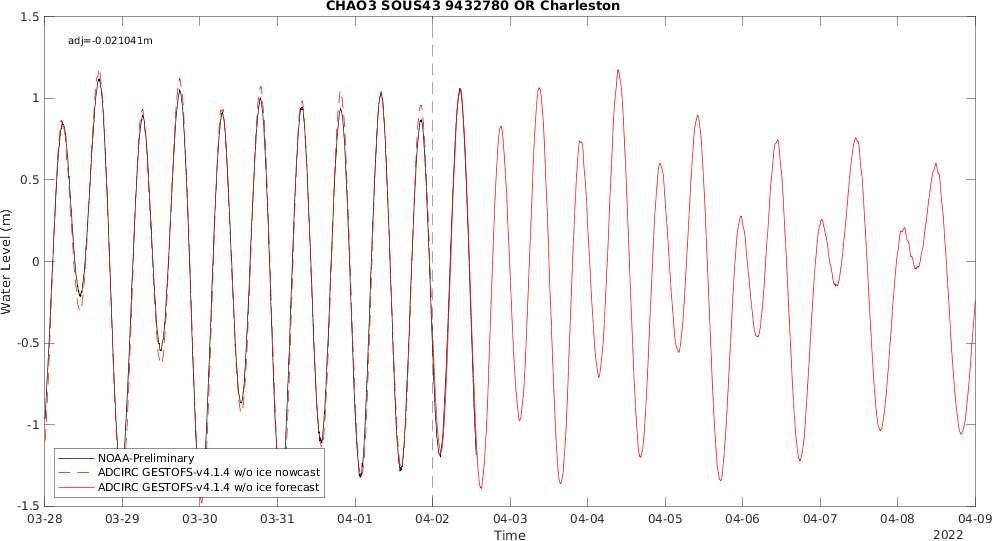 CHAO3 SOUS43 9432780 OR Charleston
adj=-0.021041m
1.5
1
0.5
0
-0.5
-1
-1.5
Water Level (m)
NOAA-Preliminary
ADCIRC GESTOFS-v4.1.4 w/o ice nowcast
ADCIRC GESTOFS-v4.1.4 w/o ice forecast
03-28 03-29 03-30 03-31 04-01 04-02 04-03 04-04 04-05 04-06 04-07 04-08 04-09
Time
2022